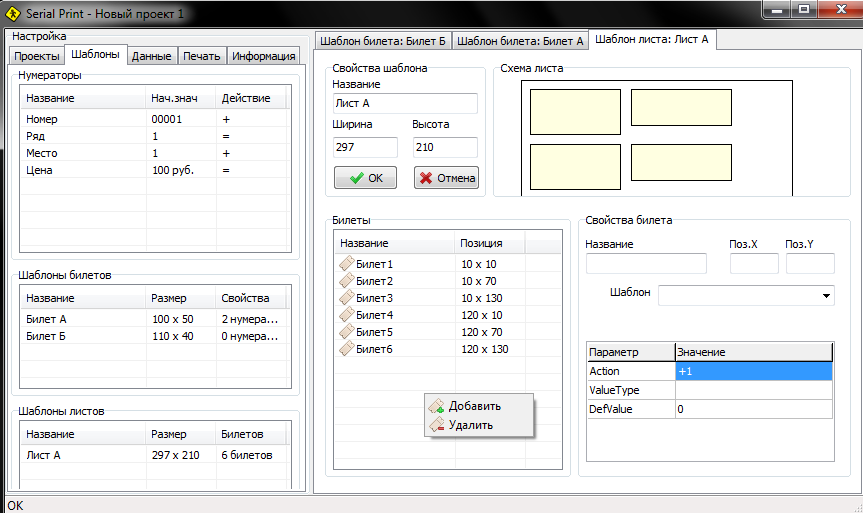 Serial Print - Новый проект 1
Настройка
Проекты Шаблоны Данные Печать Информация
Нумераторы
Название Нач.знач Действие
Номер 00001 +
Ряд 1 =
Место 1 +
Цена 100 руб. =
Шаблоны билетов
Название Размер Свойства
Билет А 100 x 50 2 нумера...
Билет Б 110 x 40 0 нумера...
Шаблоны листов
Название Размер Билетов
Лист А 297 x 210 6 билетов
Шаблон билета: Билет Б Шаблон билета: Билет А Шаблон листа: Лист А
Свойства шаблона
Название
Лист А
Ширина Высота
297 210
OK Отмена
Схема листа
Билеты
Название Позиция
Билет1 10 x 10
Билет2 10 x 70
Билет3 10 x 130
Билет4 120 x 10
Билет5 120 x 70
Билет6 120 x 130
Добавить
Удалить
Свойства билета
Название Поз.X Поз.Y
Шаблон
Параметр Значение
Action +1
ValueType
DefValue 0
OK